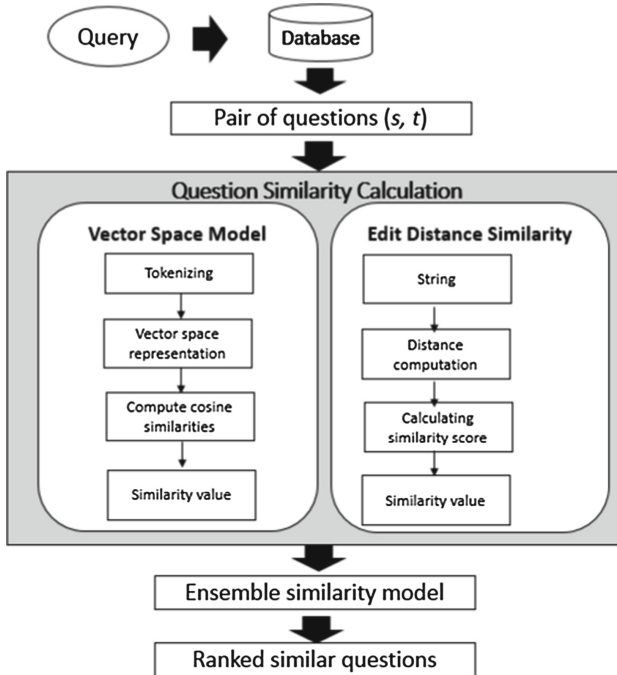 Query
Database
Pair of questions (s, t)
Question Similarity Calculation
Vector Space Model
Tokenizing
Vector space
representation
Compute cosine
similarities
Similarity value
Edit Distance Similarity
String
Distance
computation
Calculating
similarity score
Similarity value
Ensemble similarity model
Ranked similar questions